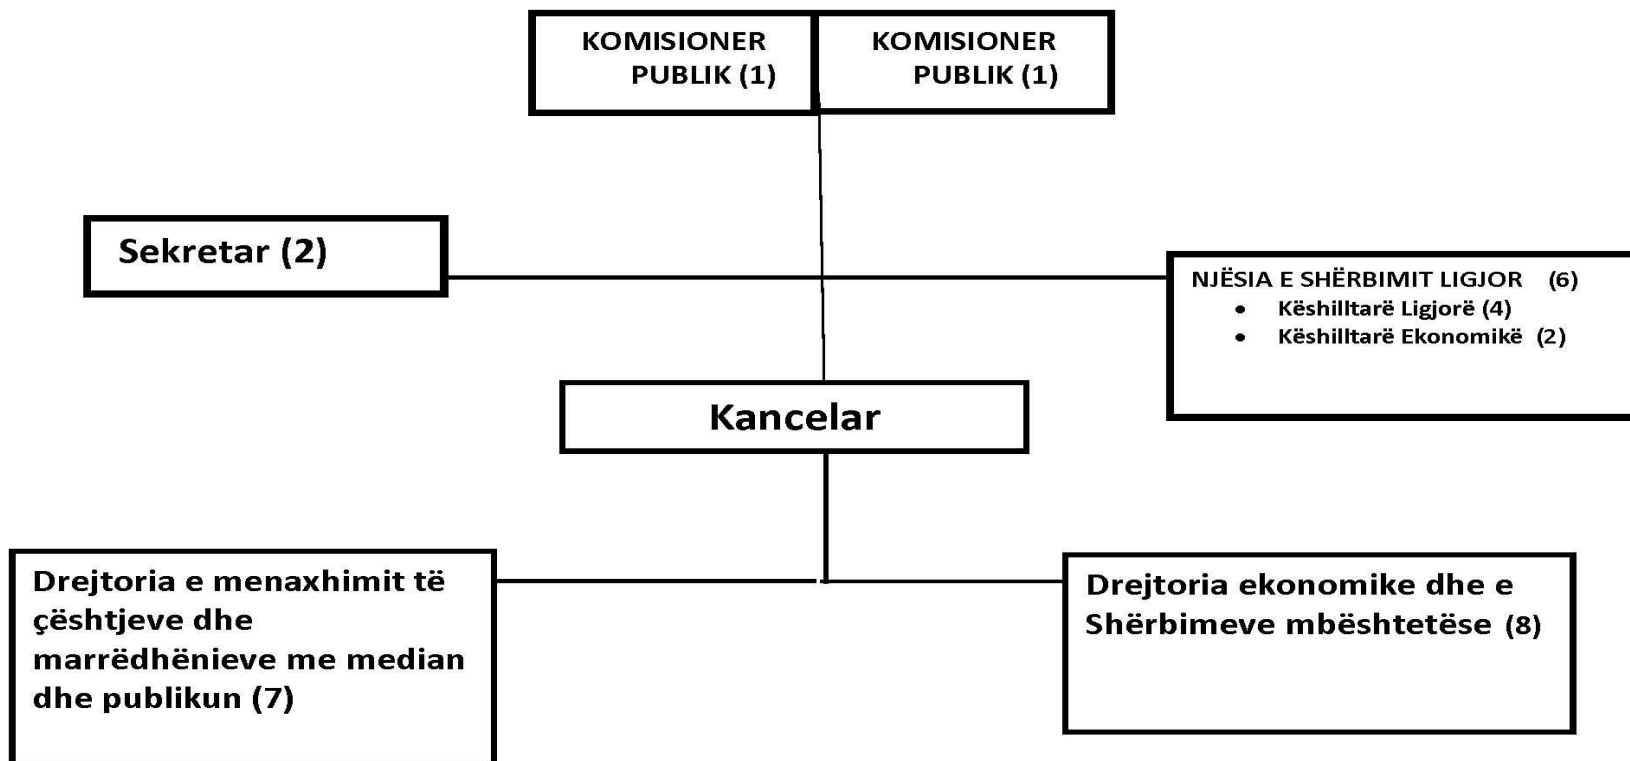 KOMISIONER
PUBLIK (1)
KOMISIONER
PUBLIK (1)
Sekretar (2)
NJËSIA E SHËRBIMIT LIGJOR (6)
• Këshilltarë Ligjorë (4)
• Këshilltarë Ekonomikë (2)
Kancelar
Drejtoria e menaxhimit të
çështjeve dhe
marrëdhënieve me median
dhe publikun (7)
Drejtoria ekonomike dhe e
Shërbimeve mbështetëse (8)